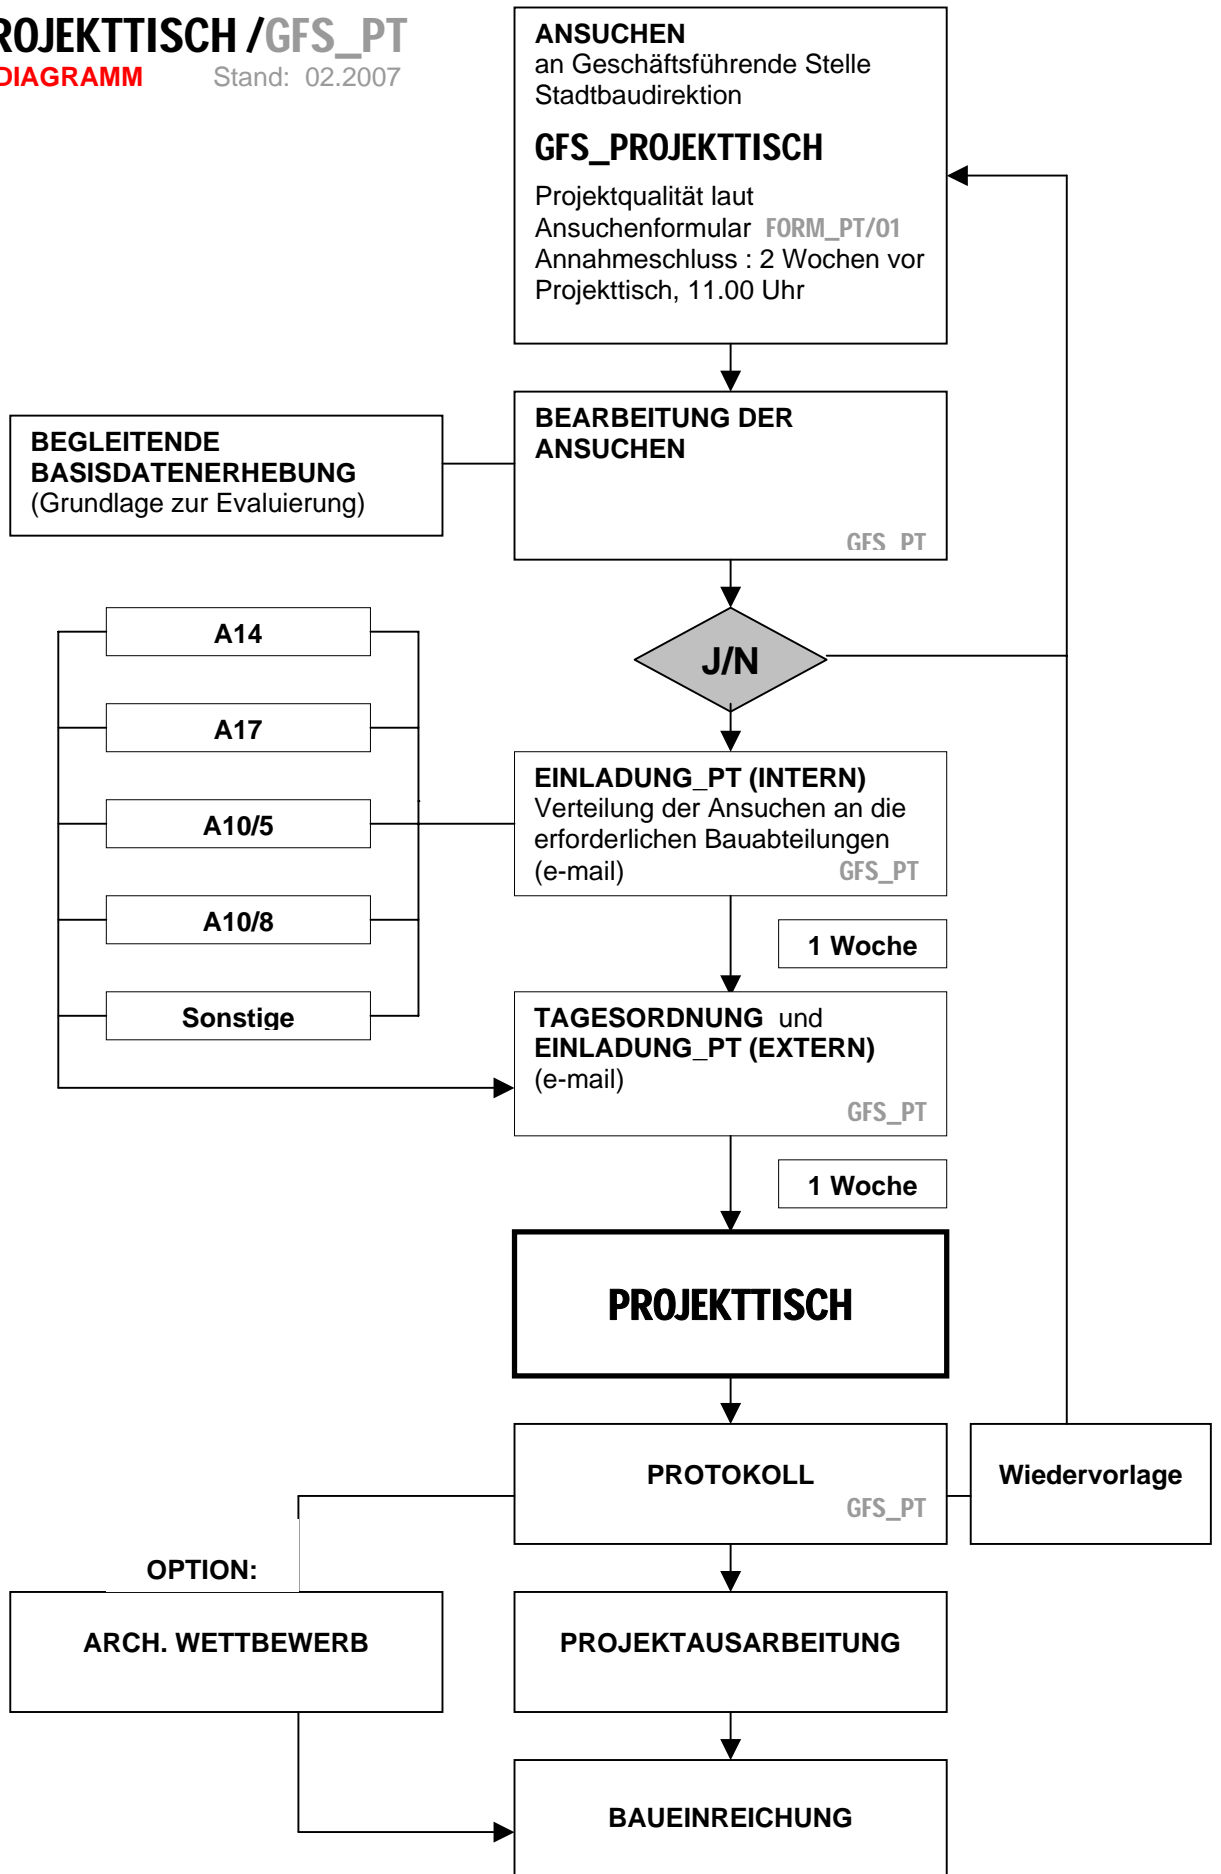 ROJEKTTISCH /GFS_PT
DIAGRAMM Stand: 02.2007
ANSUCHEN
an Geschäftsführende Stelle
Stadtbaudirektion
GFS_PROJEKTTISCH
Projektqualität laut
Ansuchenformular FORM_PT/01
Annahmeschluss : 2 Wochen vor
Projekttisch, 11.00 Uhr
BEGLEITENDE
BASISDATENERHEBUNG
(Grundlage zur Evaluierung)
BEARBEITUNG DER
ANSUCHEN
GFS_PT
J/N
A14
A17
A10/5
A10/8
Sonstige
EINLADUNG_PT (INTERN)
Verteilung der Ansuchen an die
erforderlichen Bauabteilungen
(e-mail) GFS_PT
1 Woche
TAGESORDNUNG und
EINLADUNG_PT (EXTERN)
(e-mail)
GFS_PT
1 Woche
PROJEKTTISCH
PROTOKOLL
GFS_PT
Wiedervorlage
OPTION:
ARCH. WETTBEWERB
PROJEKTAUSARBEITUNG
BAUEINREICHUNG